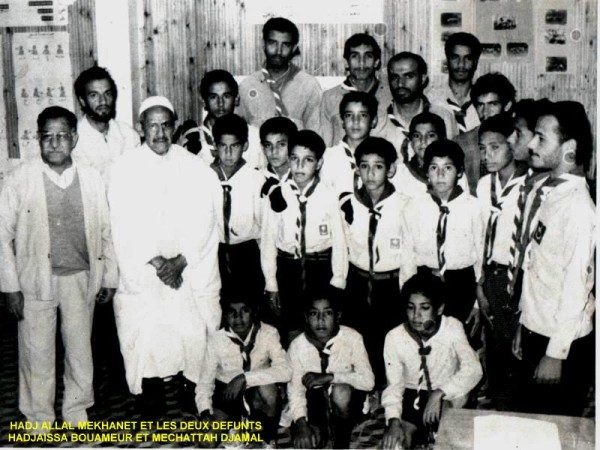 HADJ ALLAL MEKHANET ET LES DEUX DEFUNTS
HADJAISSA BOUAMEUR ET MECHATTAH DJAMAL